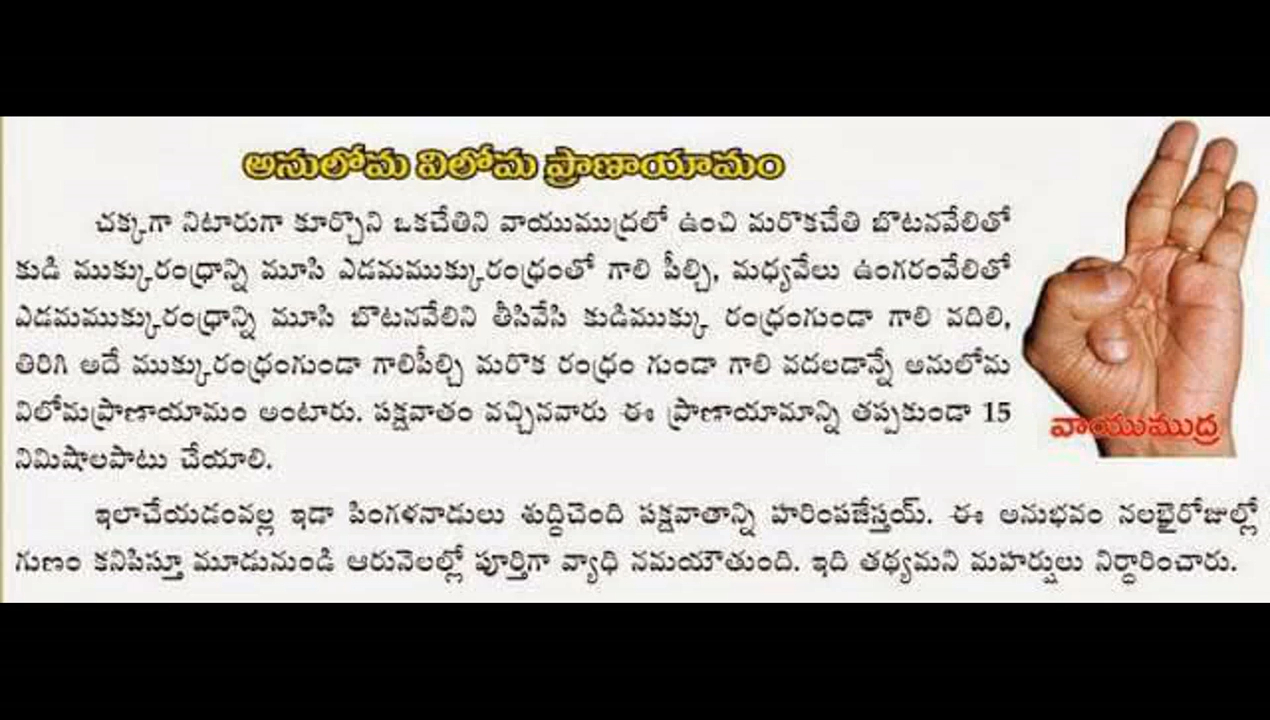 అనులోమ విలోమ ప్రాణాయామం
చక్కగా నిటారుగా కూర్చొని ఒకచేతిని వాయుముద్రలో ఉంచి మరొకచేతి బొటనవేలితో
కుడి ముక్కురంధ్రాన్ని మూసి ఎడమముక్కురంధ్రంతో గాలి పీల్చి, మధ్యవేలు ఉంగరంవేలితో
ఎడమముక్కురంధ్రాన్ని మూసి బొటనవేలిని తీసివేసి కుడిముక్కు రంధ్రంగుండా గాలి వదిలి,
తిరిగి అదే ముక్కురంధ్రంగుండా గాలిపీల్చి మరొక రంధ్రం గుండా గాలి వదలడాన్నే అనులోమ
విలోమప్రాణాయామం అంటారు. పక్షవాతం వచ్చినవారు ఈ ప్రాణాయామాన్ని తప్పకుండా 15
నిమిషాలపాటు చేయాలి.
వాయుముద్ర
ఇలాచేయడంవల్ల ఇడా పింగళనాడులు శుద్ధిచెంది పక్షవాతాన్ని హరింపజేస్తయ్. ఈ అనుభవం నలభైరోజుల్లో
గుణం కనిపిస్తూ మూడునుండి ఆరునెలల్లో పూర్తిగా వ్యాధి నమయౌతుంది. ఇది తథ్యమని మహర్షులు నిర్ధారించారు.